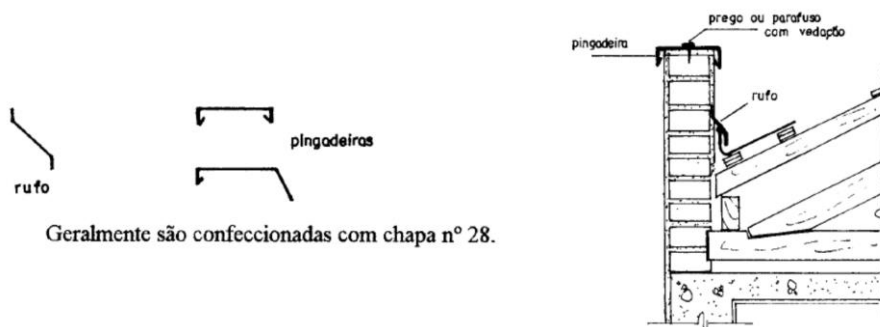 rufo
pingadeiras
Geralmente são confeccionadas com chapa nº 28.
prego ou parafuso
com vedação
pingadeira
rufo